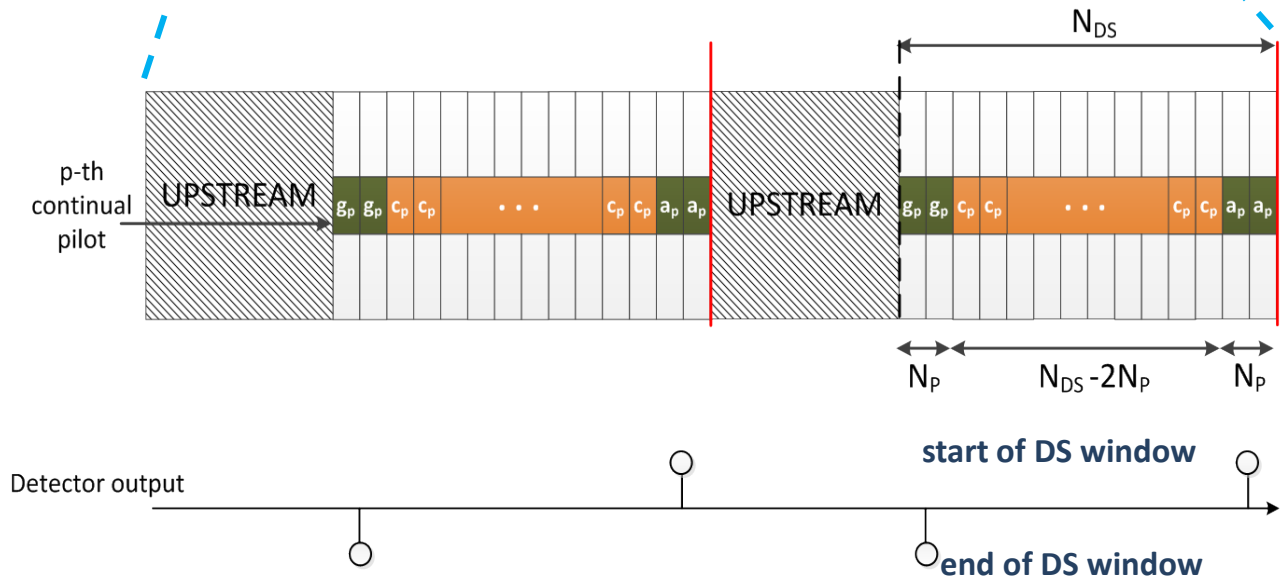 N_DS
p-th
continual
pilot
UPSTREAM g_p g_p c_p c_p ... c_p c_p a_p a_p UPSTREAM g_p g_p c_p c_p ... c_p c_p a_p a_p
N_P N_DS -2N_P N_P
start of DS window
Detector output
end of DS window